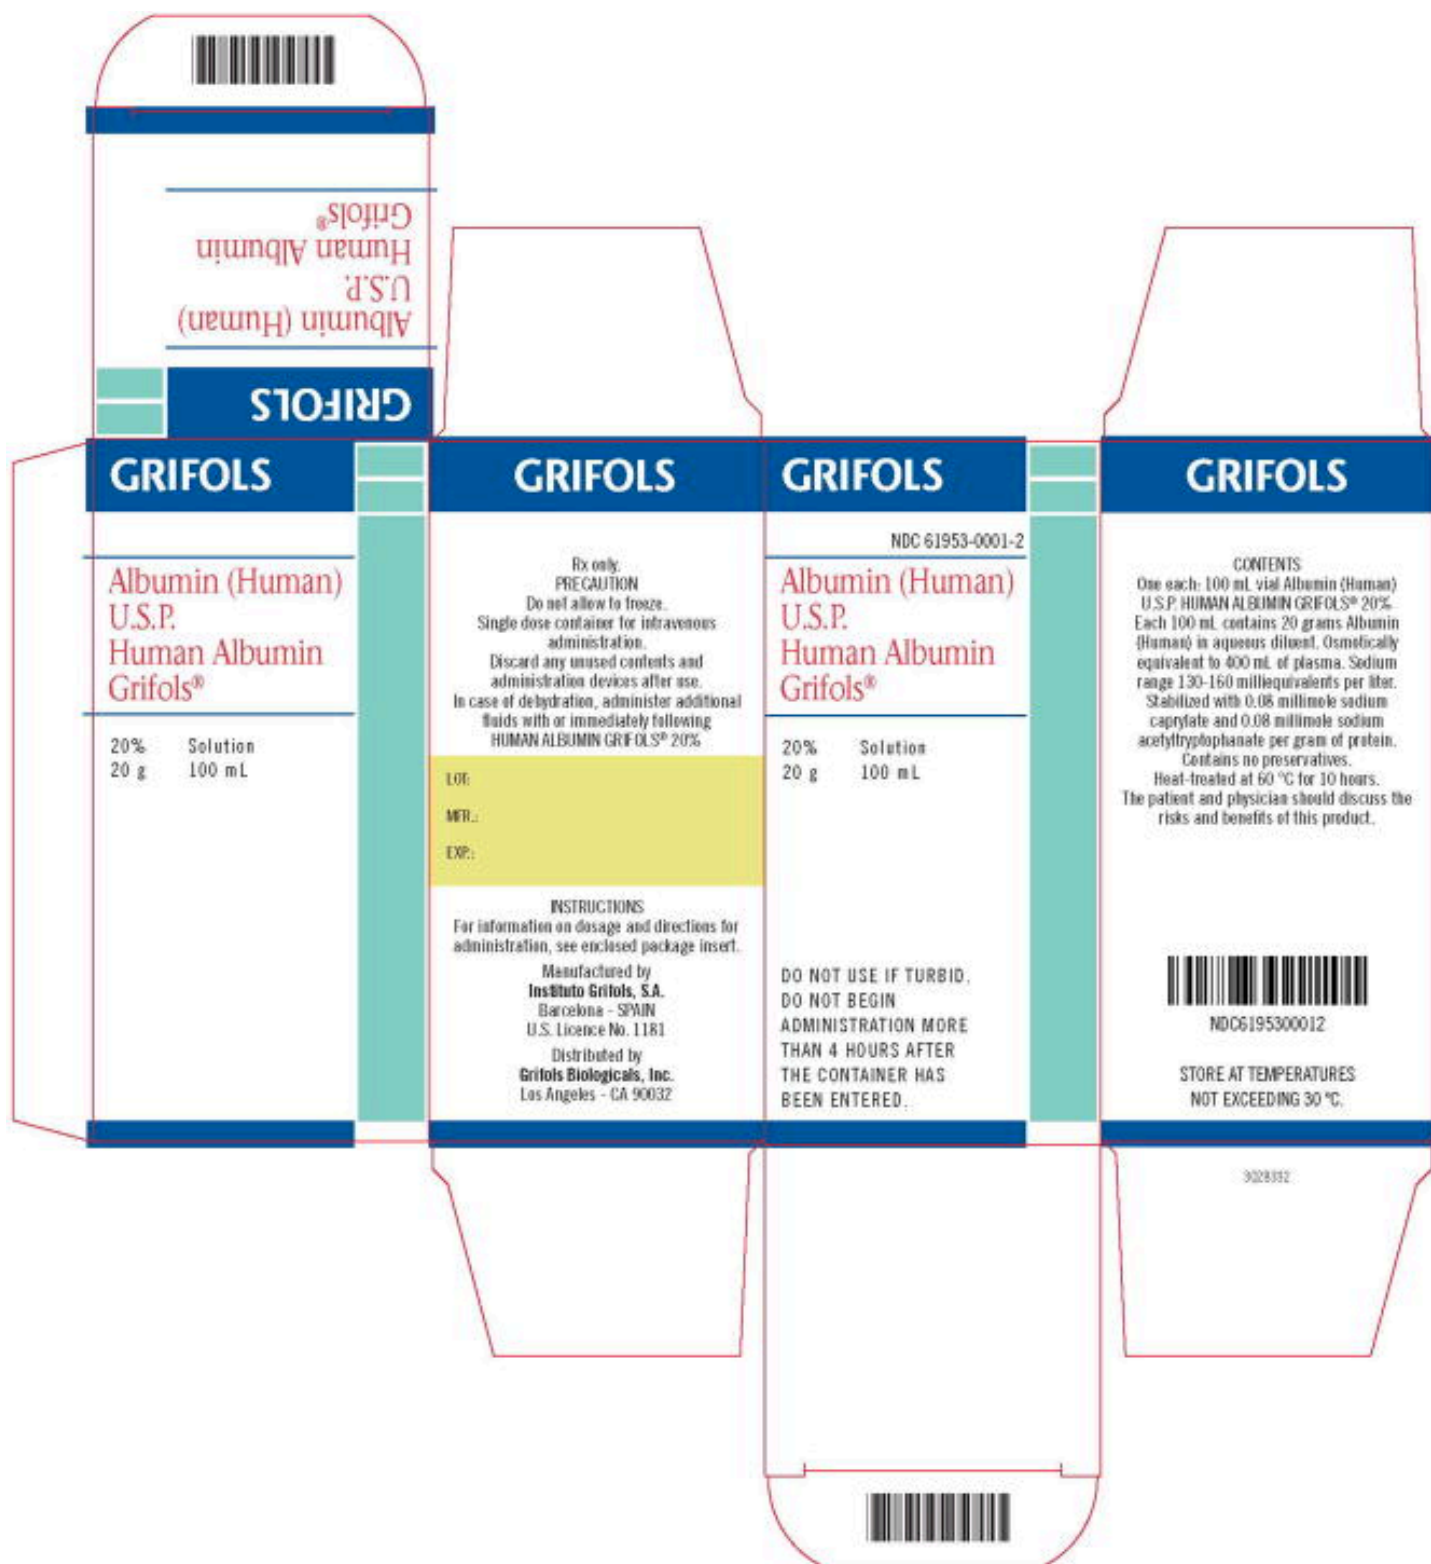 Albumin (Human)
U.S.P.
Human Albumin
Grifols®
GRIFOLS
GRIFOLS
Albumin (Human)
U.S.P.
Human Albumin
Grifols®
20% Solution
20 g 100 mL
GRIFOLS
Rx only.
PRECAUTION
Do not allow to freeze.
Single dose container for intravenous
administration.
Discard any unused contents and
administration devices after use.
In case of dehydration, administer additional
fluids with or immediately following
HUMAN ALBUMIN GRIFOLS® 20%
LOT:
MFR.:
EXP.:
INSTRUCTIONS
For information on dosage and directions for
administration, see enclosed package insert.
Manufactured by
Instituto Grifols, S.A.
Barcelona - SPAIN
U.S. Licence No. 1181
Distributed by
Grifols Biologicals, Inc.
Los Angeles - CA 90032
GRIFOLS
NDC 61953-0001-2
Albumin (Human)
U.S.P.
Human Albumin
Grifols®
20% Solution
20 g 100 mL
DO NOT USE IF TURBID.
DO NOT BEGIN
ADMINISTRATION MORE
THAN 4 HOURS AFTER
THE CONTAINER HAS
BEEN ENTERED.
GRIFOLS
CONTENTS
One each: 100 mL vial Albumin (Human)
U.S.P. HUMAN ALBUMIN GRIFOLS® 20%
Each 100 mL contains 20 grams Albumin
(Human) in aqueous diluent. Osmotically
equivalent to 400 mL of plasma. Sodium
range 130-160 milliequivalents per liter.
Stabilized with 0.08 millimole sodium
caprylate and 0.08 millimole sodium
acetyltryptophanate per gram of protein.
Contains no preservatives.
Heat-treated at 60 °C for 10 hours.
The patient and physician should discuss the
risks and benefits of this product.
NDC6195300012
STORE AT TEMPERATURES
NOT EXCEEDING 30 °C.